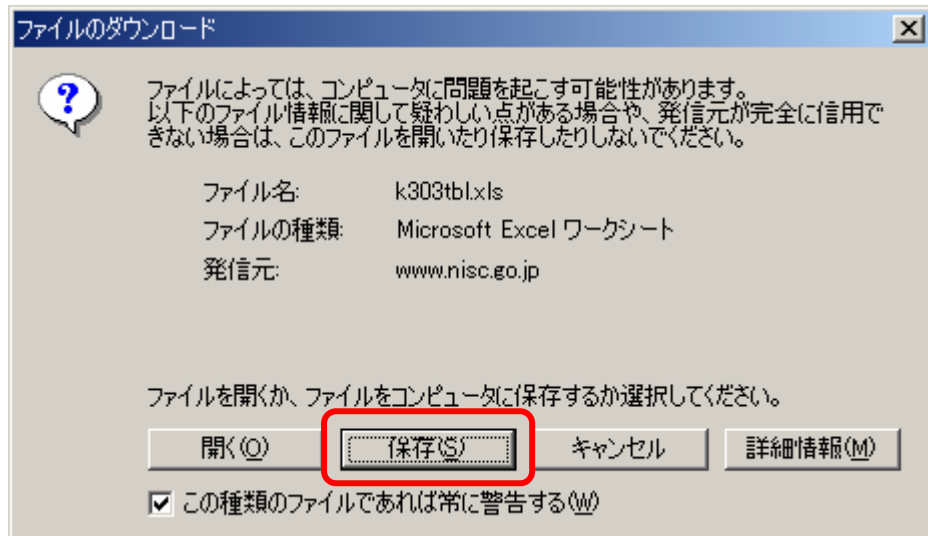 ファイルのダウンロード
ファイルによっては、コンピュータに問題を起こす可能性があります。
以下のファイル情報に関して疑わしい点がある場合や、発信元が完全に信用で
きない場合は、このファイルを開いたり保存したりしないでください。
ファイル名: k303tbl.xls
ファイルの種類: Microsoft Excel ワークシート
発信元: www.nisc.go.jp
ファイルを開くか、ファイルをコンピュータに保存するか選択してください。
開く(O) 保存(S) キャンセル 詳細情報(M)
この種類のファイルであれば常に警告する(W)